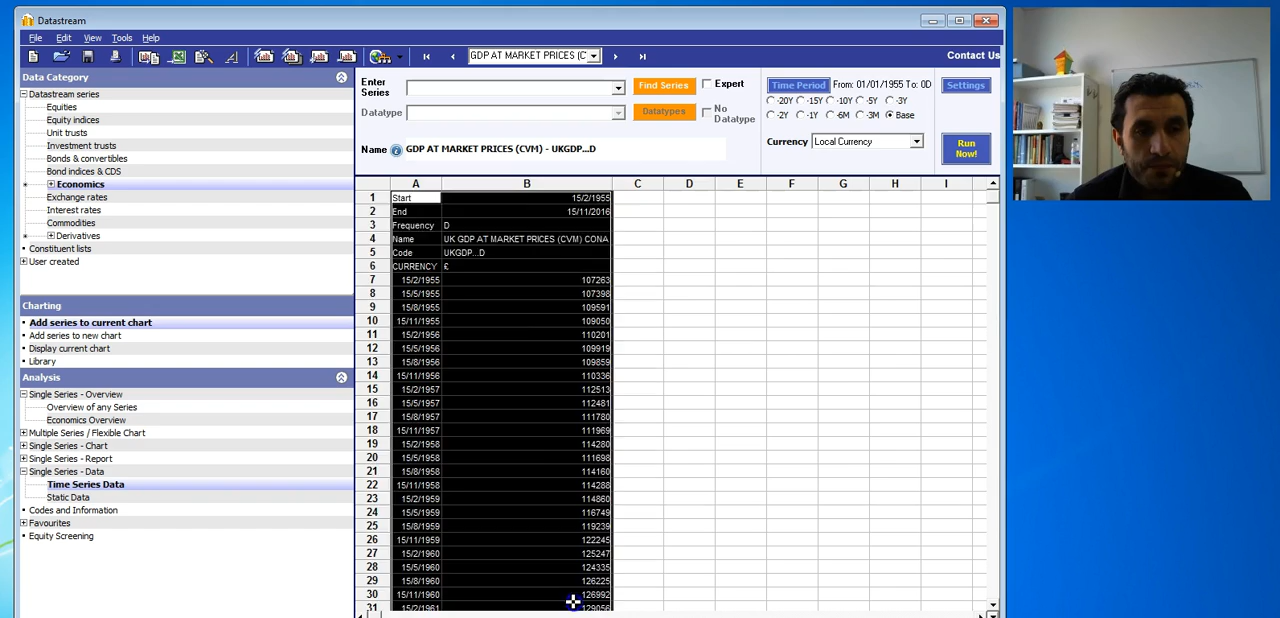 Datastream
File Edit View Tools Help
GDP AT MARKET PRICES (C
Contact Us
Data Category
Datastream series
Equities
Equity indices
Unit trusts
Investment trusts
Bonds & convertibles
Bond indices & CDS
Economics
Exchange rates
Interest rates
Commodities
Derivatives
Constituent lists
User created
Charting
Add series to current chart
Add series to new chart
Display current chart
Library
Analysis
Single Series - Overview
Overview of any Series
Economics Overview
Multiple Series / Flexible Chart
Single Series - Chart
Single Series - Report
Single Series - Data
Time Series Data
Static Data
Codes and Information
Favourites
Equity Screening
Enter Series
Find Series
Expert
Datatype
Datatypes
No Datatype
Name GDP AT MARKET PRICES (CVM) - UKGDP...D
Time Period From: 01/01/1955 To: 0D
Settings
-20Y -15Y -10Y -5Y -3Y
-2Y -1Y -6M -3M Base
Currency Local Currency
Run Now!
A B C D E F G H I
1 Start 15/2/1955
2 End 15/11/2016
3 Frequency D
4 Name UK GDP AT MARKET PRICES (CVM) CONA
5 Code UKGDP...D
6 CURRENCY £
7 15/2/1955 107263
8 15/5/1955 107398
9 15/8/1955 109591
10 15/11/1955 109050
11 15/2/1956 110201
12 15/5/1956 109919
13 15/8/1956 109859
14 15/11/1956 110336
15 15/2/1957 112513
16 15/5/1957 112481
17 15/8/1957 111780
18 15/11/1957 111969
19 15/2/1958 114280
20 15/5/1958 111698
21 15/8/1958 114160
22 15/11/1958 114288
23 15/2/1959 114860
24 15/5/1959 116749
25 15/8/1959 119239
26 15/11/1959 122245
27 15/2/1960 125247
28 15/5/1960 124335
29 15/8/1960 126225
30 15/11/1960 126992
31 15/2/1961 129056